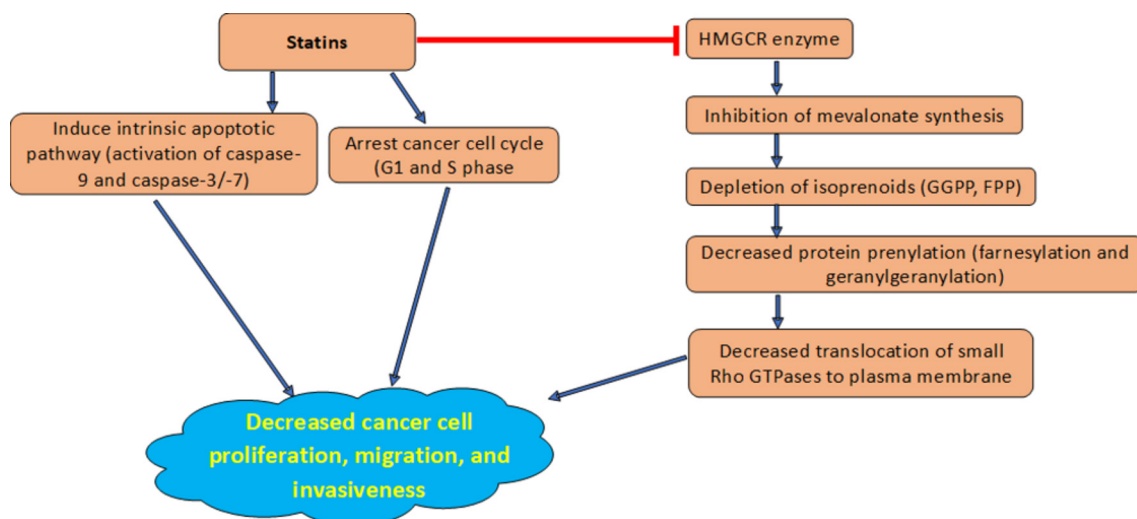 Statins
HMGCR enzyme
Induce intrinsic apoptotic
pathway (activation of caspase-
9 and caspase-3/-7)
Arrest cancer cell cycle
(G1 and S phase
Inhibition of mevalonate synthesis
Depletion of isoprenoids (GGPP, FPP)
Decreased protein prenylation (farnesylation and
geranylgeranylation)
Decreased translocation of small
Rho GTPases to plasma membrane
Decreased cancer cell
proliferation, migration, and
invasiveness